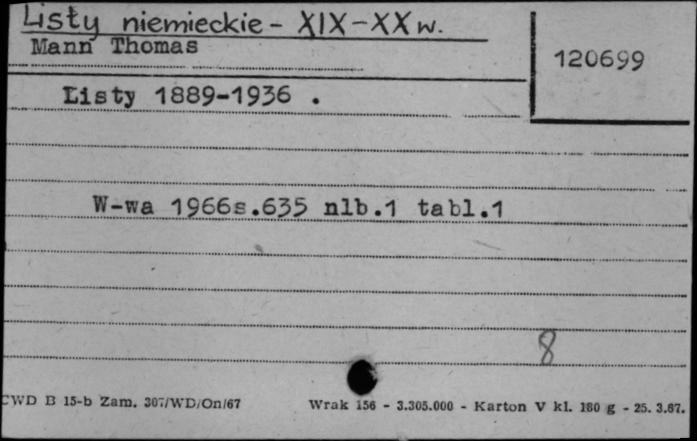 Listy niemieckie - XIX-XX w.
Mann Thomas
120699
Listy 1889-1936 .
W-wa 1966s.635 nlb.1 tabl.1
8
CWD B 15-b Zam. 307/WD/On/67 Wrak 156 - 3.305.000 - Karton V kl. 180 g - 25. 3.67.